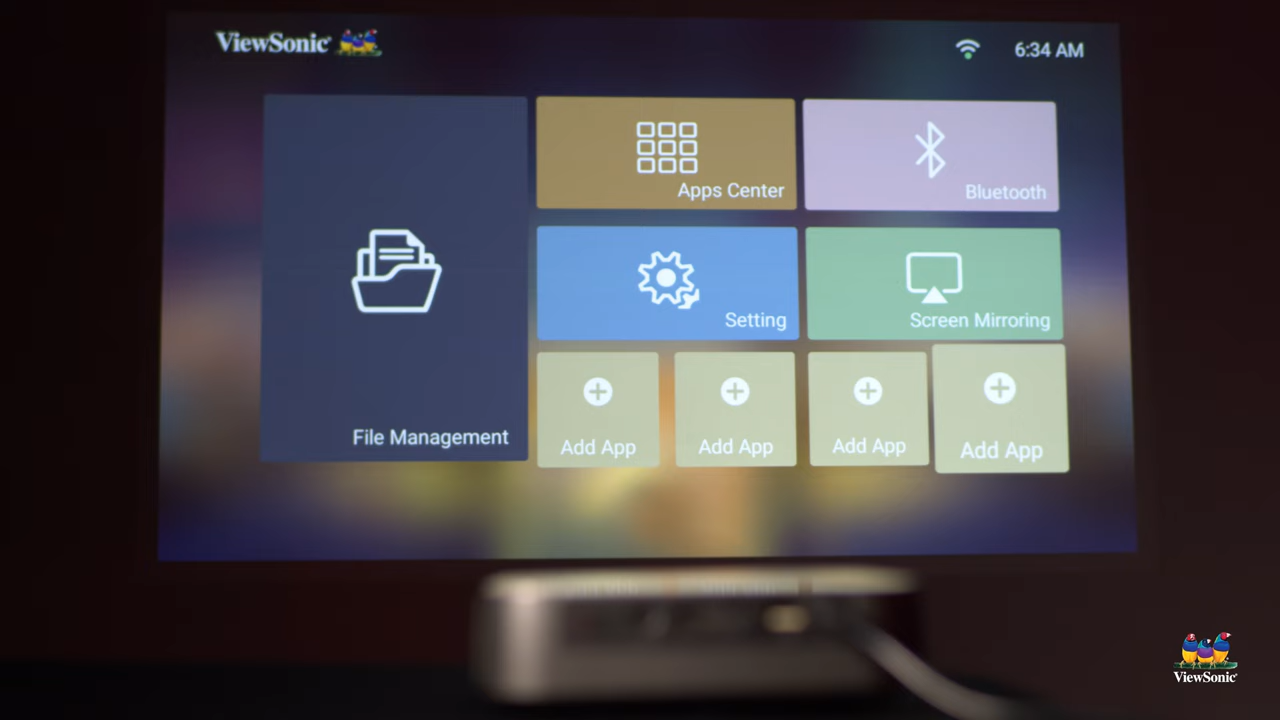 ViewSonic
6:34 AM
Apps Center
Bluetooth
Setting
Screen Mirroring
File Management
Add App
Add App
Add App
Add App
ViewSonic